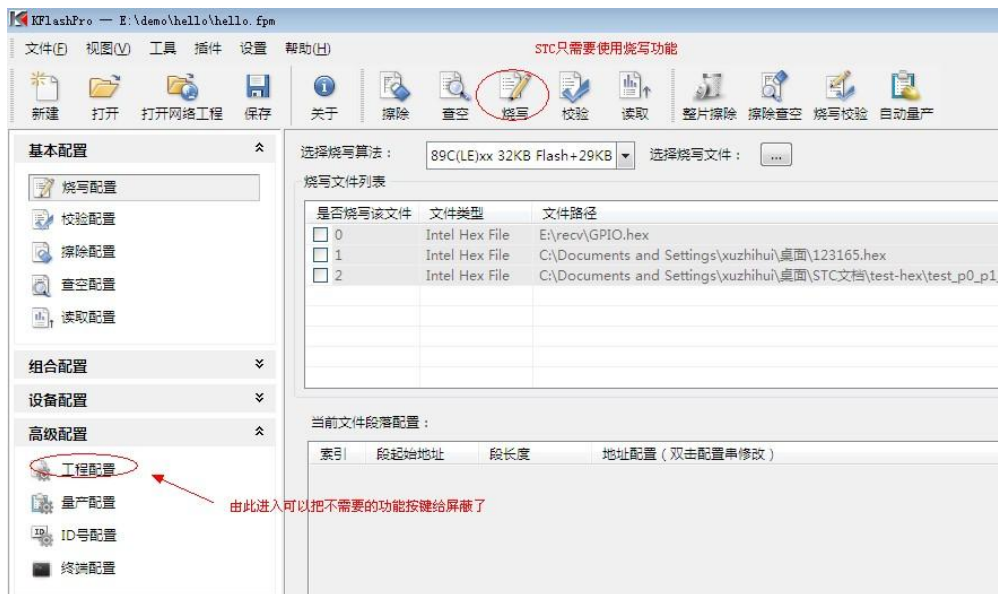 KFlashPro — E:\demo\hello\hello.fpm
文件(F) 视图(V) 工具 插件 设置 帮助(H) STC只需要使用烧写功能
新建 打开 打开网络工程 保存 关于 擦除 查空 烧写 校验 读取 整片擦除 擦除查空 烧写校验 自动量产
基本配置
烧写配置
校验配置
擦除配置
查空配置
读取配置
组合配置
设备配置
高级配置
工程配置
量产配置
ID号配置
终端配置
选择烧写算法： 89C(LE)xx 32KB Flash+29KB 选择烧写文件： ...
烧写文件列表
是否烧写该文件 文件类型 文件路径
0 Intel Hex File E:\recv\GPIO.hex
1 Intel Hex File C:\Documents and Settings\xuzhihui\桌面\123165.hex
2 Intel Hex File C:\Documents and Settings\xuzhihui\桌面\STC文档\test-hex\test_p0_p1_
当前文件段落配置：
索引 段起始地址 段长度 地址配置（双击配置串修改）
由此进入可以把不需要的功能按键给屏蔽了